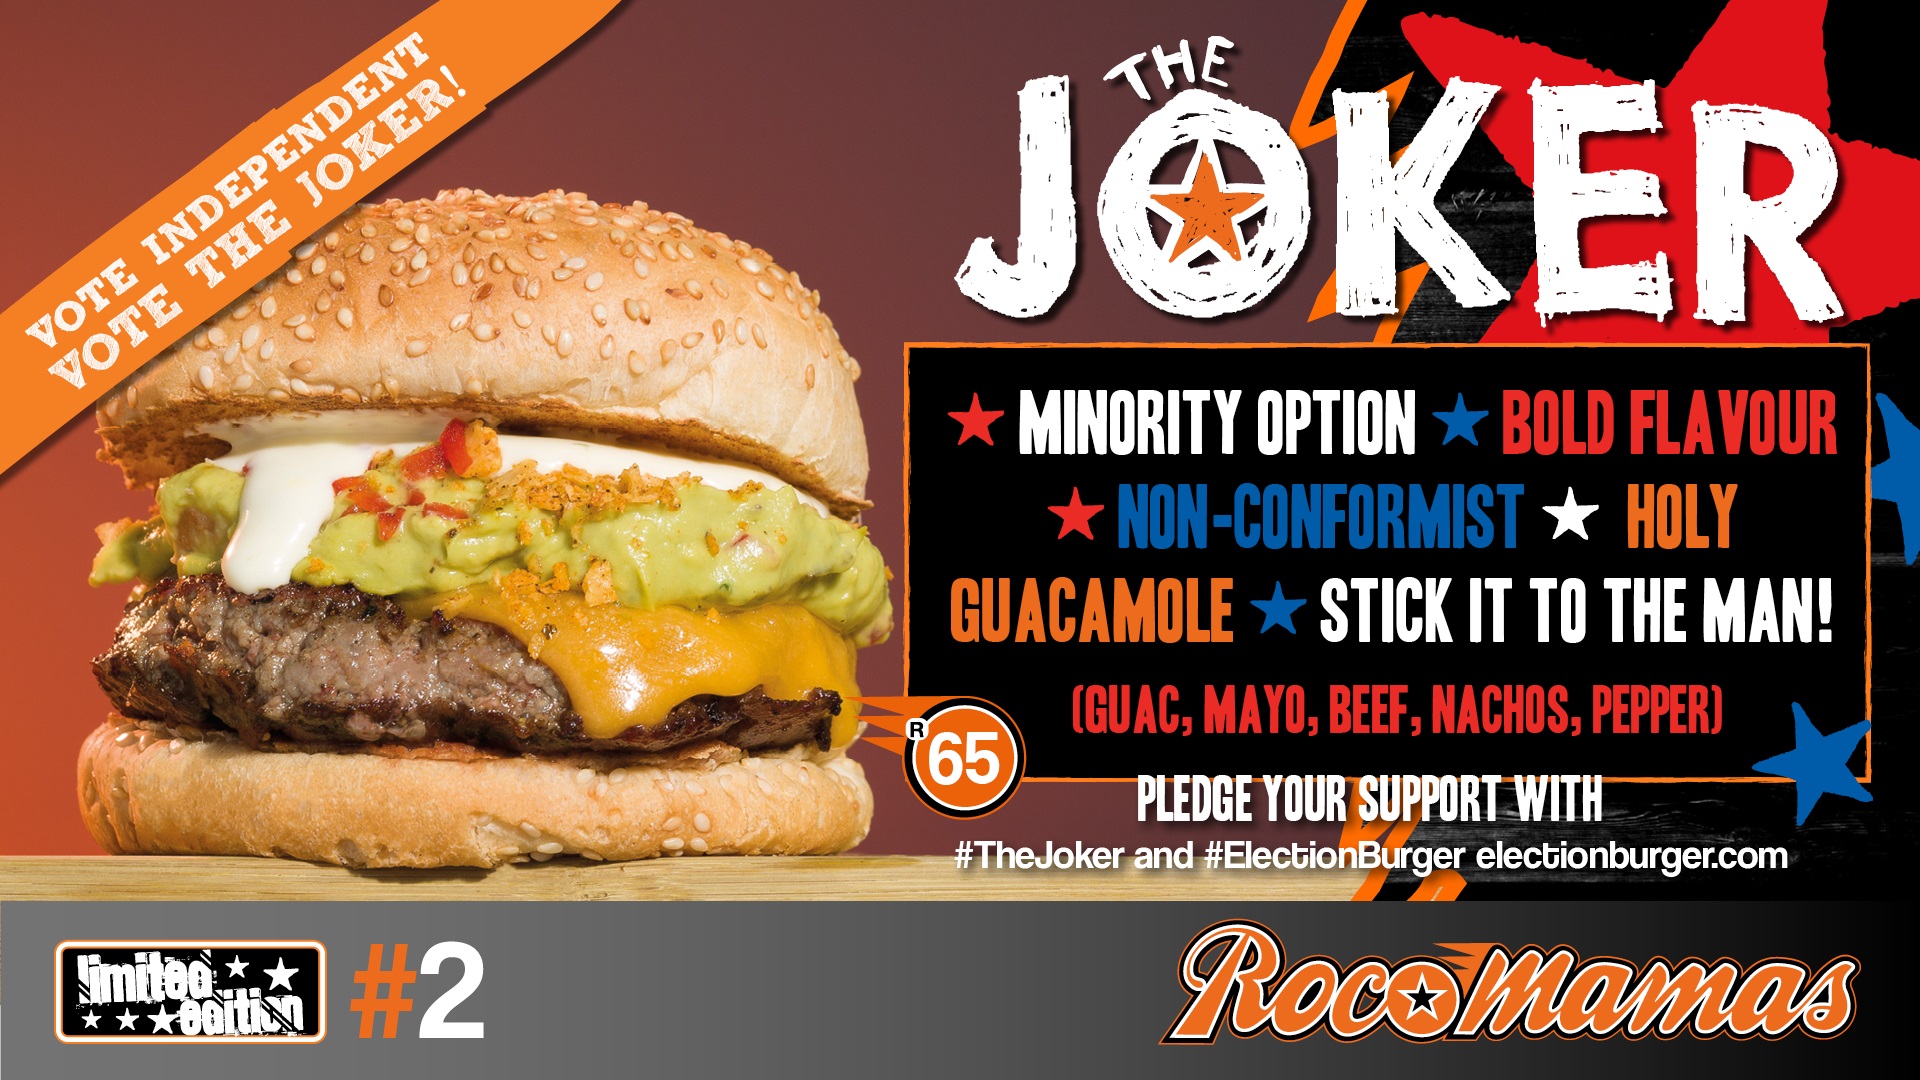 VOTE INDEPENDENT
VOTE THE JOKER!
THE
JOKER
MINORITY OPTION ★ BOLD FLAVOUR
NON-CONFORMIST ★ HOLY
GUACAMOLE ★ STICK IT TO THE MAN!
(GUAC, MAYO, BEEF, NACHOS, PEPPER)
R65
PLEDGE YOUR SUPPORT WITH
#TheJoker and #ElectionBurger electionburger.com
limited
edition
#2
RocoMamas